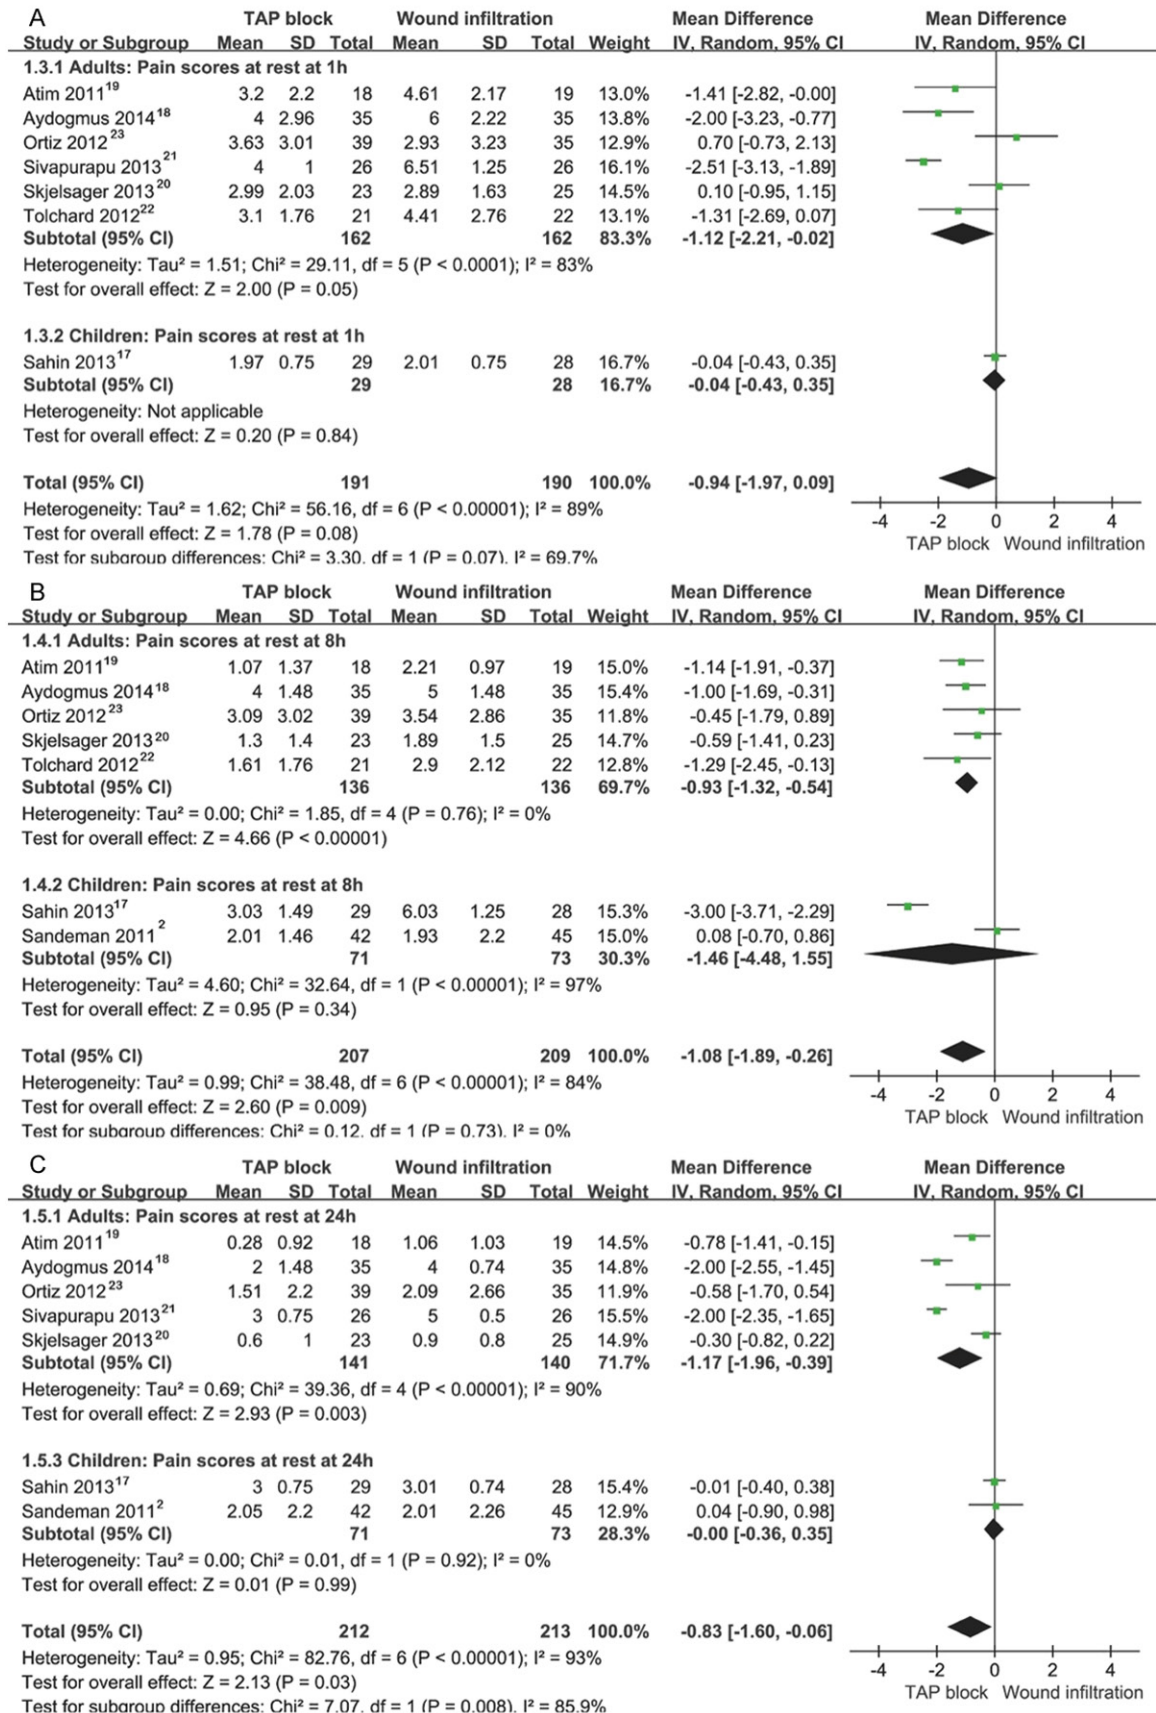 A
TAP block Wound infiltration Mean Difference Mean Difference
Study or Subgroup Mean SD Total Mean SD Total Weight IV, Random, 95% CI IV, Random, 95% CI
1.3.1 Adults: Pain scores at rest at 1h
Atim 2011¹⁹ 3.2 2.2 18 4.61 2.17 19 13.0% -1.41 [-2.82, -0.00]
Aydogmus 2014¹⁸ 4 2.96 35 6 2.22 35 13.8% -2.00 [-3.23, -0.77]
Ortiz 2012²³ 3.63 3.01 39 2.93 3.23 35 12.9% 0.70 [-0.73, 2.13]
Sivapurapu 2013²¹ 4 1 26 6.51 1.25 26 16.1% -2.51 [-3.13, -1.89]
Skjelsager 2013²⁰ 2.99 2.03 23 2.89 1.63 25 14.5% 0.10 [-0.95, 1.15]
Tolchard 2012²² 3.1 1.76 21 4.41 2.76 22 13.1% -1.31 [-2.69, 0.07]
Subtotal (95% CI) 162 162 83.3% -1.12 [-2.21, -0.02]
Heterogeneity: Tau² = 1.51; Chi² = 29.11, df = 5 (P < 0.0001); I² = 83%
Test for overall effect: Z = 2.00 (P = 0.05)
1.3.2 Children: Pain scores at rest at 1h
Sahin 2013¹⁷ 1.97 0.75 29 2.01 0.75 28 16.7% -0.04 [-0.43, 0.35]
Subtotal (95% CI) 29 28 16.7% -0.04 [-0.43, 0.35]
Heterogeneity: Not applicable
Test for overall effect: Z = 0.20 (P = 0.84)
Total (95% CI) 191 190 100.0% -0.94 [-1.97, 0.09]
Heterogeneity: Tau² = 1.62; Chi² = 56.16, df = 6 (P < 0.00001); I² = 89%
Test for overall effect: Z = 1.78 (P = 0.08)
Test for subgroup differences: Chi² = 3.30, df = 1 (P = 0.07), I² = 69.7%
-4 -2 0 2 4
TAP block Wound infiltration
B
TAP block Wound infiltration Mean Difference Mean Difference
Study or Subgroup Mean SD Total Mean SD Total Weight IV, Random, 95% CI IV, Random, 95% CI
1.4.1 Adults: Pain scores at rest at 8h
Atim 2011¹⁹ 1.07 1.37 18 2.21 0.97 19 15.0% -1.14 [-1.91, -0.37]
Aydogmus 2014¹⁸ 4 1.48 35 5 1.48 35 15.4% -1.00 [-1.69, -0.31]
Ortiz 2012²³ 3.09 3.02 39 3.54 2.86 35 11.8% -0.45 [-1.79, 0.89]
Skjelsager 2013²⁰ 1.3 1.4 23 1.89 1.5 25 14.7% -0.59 [-1.41, 0.23]
Tolchard 2012²² 1.61 1.76 21 2.9 2.12 22 12.8% -1.29 [-2.45, -0.13]
Subtotal (95% CI) 136 136 69.7% -0.93 [-1.32, -0.54]
Heterogeneity: Tau² = 0.00; Chi² = 1.85, df = 4 (P = 0.76); I² = 0%
Test for overall effect: Z = 4.66 (P < 0.00001)
1.4.2 Children: Pain scores at rest at 8h
Sahin 2013¹⁷ 3.03 1.49 29 6.03 1.25 28 15.3% -3.00 [-3.71, -2.29]
Sandeman 2011² 2.01 1.46 42 1.93 2.2 45 15.0% 0.08 [-0.70, 0.86]
Subtotal (95% CI) 71 73 30.3% -1.46 [-4.48, 1.55]
Heterogeneity: Tau² = 4.60; Chi² = 32.64, df = 1 (P < 0.00001); I² = 97%
Test for overall effect: Z = 0.95 (P = 0.34)
Total (95% CI) 207 209 100.0% -1.08 [-1.89, -0.26]
Heterogeneity: Tau² = 0.99; Chi² = 38.48, df = 6 (P < 0.00001); I² = 84%
Test for overall effect: Z = 2.60 (P = 0.009)
Test for subgroup differences: Chi² = 0.12, df = 1 (P = 0.73), I² = 0%
-4 -2 0 2 4
TAP block Wound infiltration
C
TAP block Wound infiltration Mean Difference Mean Difference
Study or Subgroup Mean SD Total Mean SD Total Weight IV, Random, 95% CI IV, Random, 95% CI
1.5.1 Adults: Pain scores at rest at 24h
Atim 2011¹⁹ 0.28 0.92 18 1.06 1.03 19 14.5% -0.78 [-1.41, -0.15]
Aydogmus 2014¹⁸ 2 1.48 35 4 0.74 35 14.8% -2.00 [-2.55, -1.45]
Ortiz 2012²³ 1.51 2.2 39 2.09 2.66 35 11.9% -0.58 [-1.70, 0.54]
Sivapurapu 2013²¹ 3 0.75 26 5 0.5 26 15.5% -2.00 [-2.35, -1.65]
Skjelsager 2013²⁰ 0.6 1 23 0.9 0.8 25 14.9% -0.30 [-0.82, 0.22]
Subtotal (95% CI) 141 140 71.7% -1.17 [-1.96, -0.39]
Heterogeneity: Tau² = 0.69; Chi² = 39.36, df = 4 (P < 0.00001); I² = 90%
Test for overall effect: Z = 2.93 (P = 0.003)
1.5.3 Children: Pain scores at rest at 24h
Sahin 2013¹⁷ 3 0.75 29 3.01 0.74 28 15.4% -0.01 [-0.40, 0.38]
Sandeman 2011² 2.05 2.2 42 2.01 2.26 45 12.9% 0.04 [-0.90, 0.98]
Subtotal (95% CI) 71 73 28.3% -0.00 [-0.36, 0.35]
Heterogeneity: Tau² = 0.00; Chi² = 0.01, df = 1 (P = 0.92); I² = 0%
Test for overall effect: Z = 0.01 (P = 0.99)
Total (95% CI) 212 213 100.0% -0.83 [-1.60, -0.06]
Heterogeneity: Tau² = 0.95; Chi² = 82.76, df = 6 (P < 0.00001); I² = 93%
Test for overall effect: Z = 2.13 (P = 0.03)
Test for subgroup differences: Chi² = 7.07, df = 1 (P = 0.008), I² = 85.9%
-4 -2 0 2 4
TAP block Wound infiltration